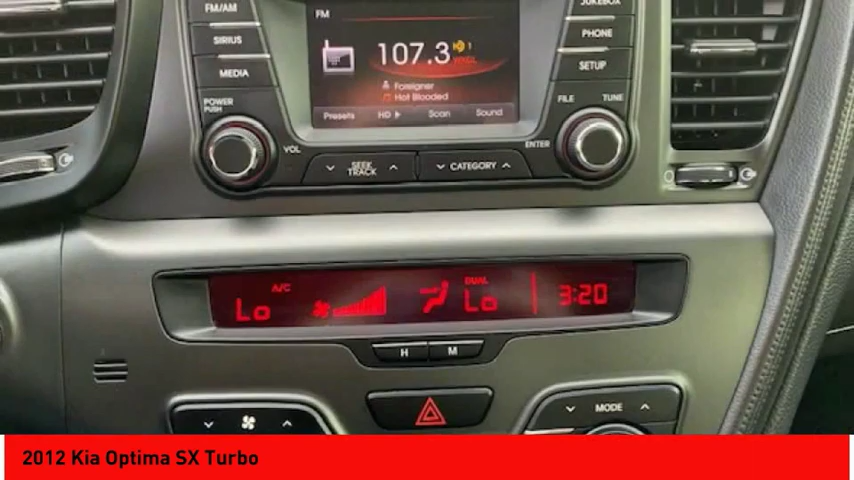 FM/AM
JUKEBOX
SIRIUS
PHONE
MEDIA
SETUP
FM
107.3
1
Foreigner
Hot Blooded
Presets HD Scan Sound
POWER
PUSH
FILE TUNE
VOL
ENTER
SEEK
TRACK
CATEGORY
A/C
DUAL
Lo Lo 3:20
H M
MODE
2012 Kia Optima SX Turbo